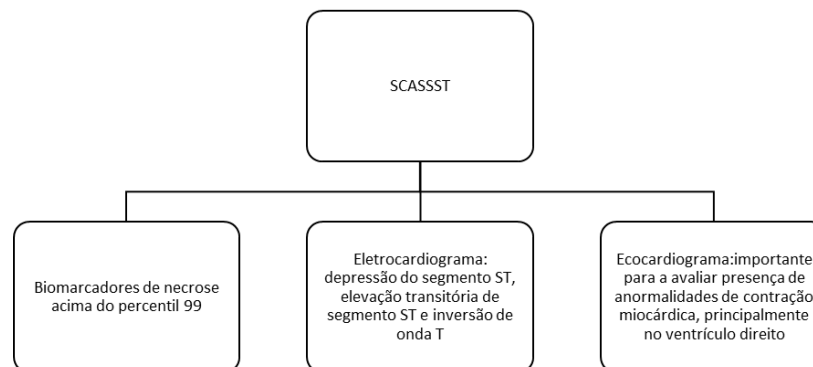 SCASSST
Biomarcadores de necrose
acima do percentil 99
Eletrocardiograma:
depressão do segmento ST,
elevação transitória de
segmento ST e inversão de
onda T
Ecocardiograma:importante
para a avaliar presença de
anormalidades de contração
miocárdica, principalmente
no ventrículo direito